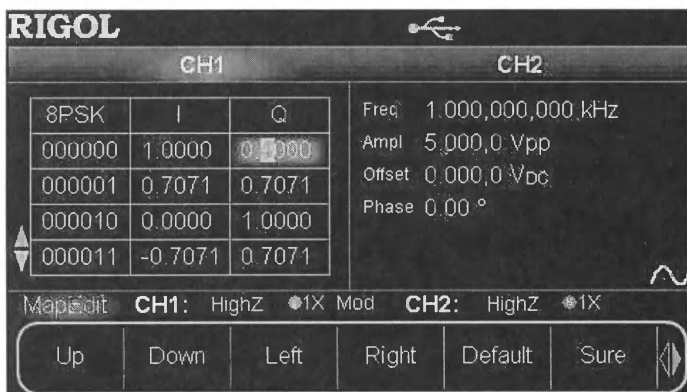 RIGOL
CH1 CH2
8PSK I Q
000000 1.0000
000001 0.7071 0.7071
000010 0.0000 1.0000
000011 -0.7071 0.7071
Freq 1.000,000,000 kHz
Ampl 5.000,0 Vpp
Offset 0.000,0 VDC
Phase 0.00 °
MapEdit CH1: HighZ 1X Mod CH2: HighZ 1X
Up Down Left Right Default Sure